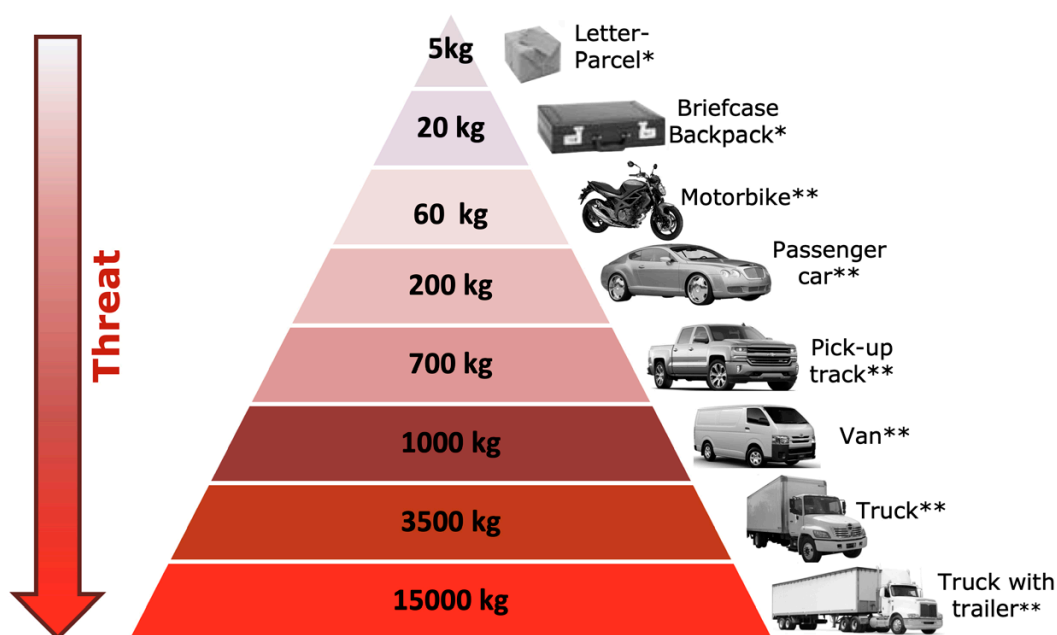 5kg
Letter-
Parcel*
20 kg
Briefcase
Backpack*
60 kg
Motorbike**
200 kg
Passenger
car**
Threat
700 kg
Pick-up
track**
1000 kg
Van**
3500 kg
Truck**
15000 kg
Truck with
trailer**